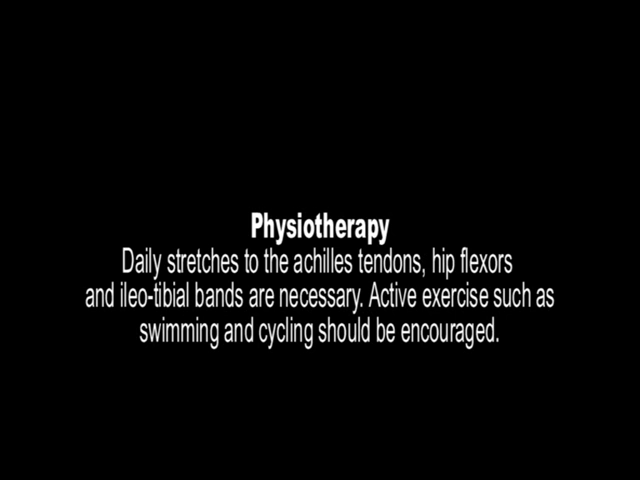 Physiotherapy
Daily stretches to the achilles tendons, hip flexors
and ileo-tibial bands are necessary. Active exercise such as
swimming and cycling should be encouraged.